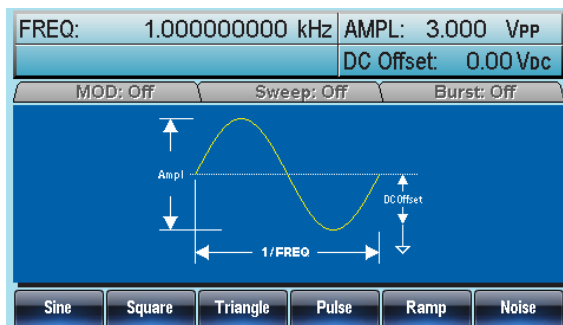 FREQ: 1.000000000 kHz AMPL: 3.000 VPP
DC Offset: 0.00 VDC
MOD: Off Sweep: Off Burst: Off
Ampl
DC Offset
1/FREQ
Sine Square Triangle Pulse Ramp Noise